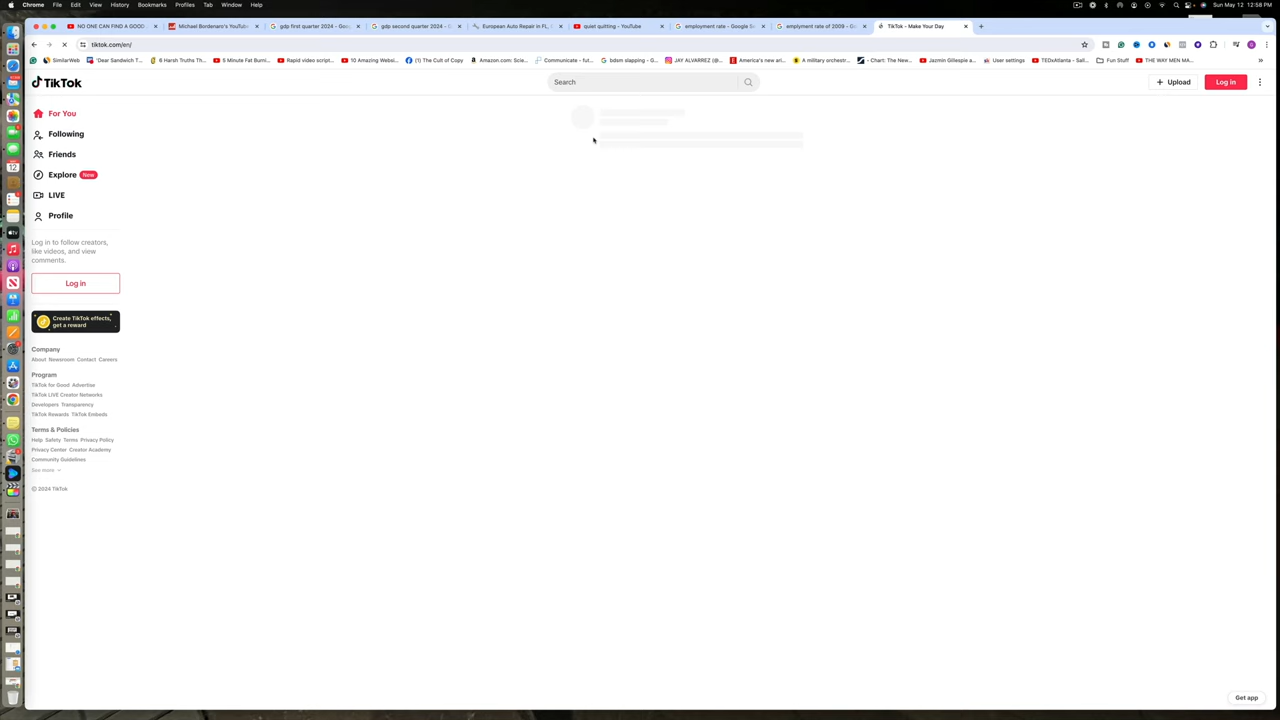 Chrome File Edit View History Bookmarks Profiles Tab Window Help Sun May 12 12:58 PM
NO ONE CAN FIND A GOOD Michael Bordenaro's YouTube gdp first quarter 2024 - Goo gdp second quarter 2024 - European Auto Repair in FL, quiet quitting - YouTube employment rate - Google Se emplyment rate of 2009 - Go TikTok - Make Your Day
tiktok.com/en/
SimilarWeb "Dear Sandwich T... 6 Harsh Truths Th... 5 Minute Fat Burni... Rapid video script... 10 Amazing Websi... (1) The Cult of Copy Amazon.com: Scie... Communicate - fut... bdsm slapping - G... JAY ALVARREZ (@... America's new ari... A military orchestr... - Chart: The New... Jazmin Gillespie a... User settings TEDxAtlanta - Sall... Fun Stuff THE WAY MEN MA... »
TikTok Search Upload Log in
For You
Following
Friends
Explore New
LIVE
Profile
Log in to follow creators,
like videos, and view
comments.
Log in
Create TikTok effects,
get a reward
Company
About Newsroom Contact Careers
Program
TikTok for Good Advertise
TikTok LIVE Creator Networks
Developers Transparency
TikTok Rewards TikTok Embeds
Terms & Policies
Help Safety Terms Privacy Policy
Privacy Center Creator Academy
Community Guidelines
See more
© 2024 TikTok
Get app